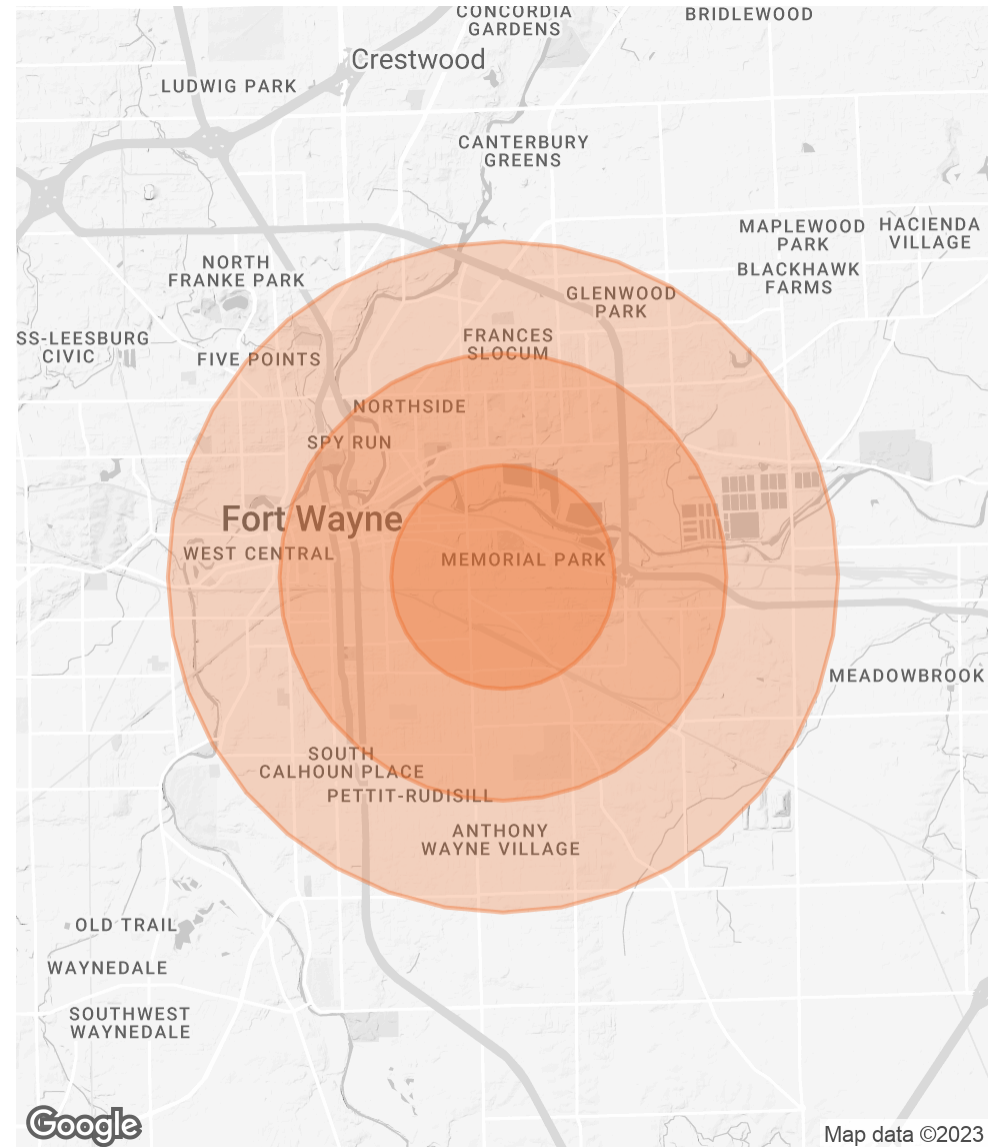 CONCORDIA
GARDENS
BRIDLEWOOD
Crestwood
LUDWIG PARK
CANTERBURY
GREENS
MAPLEWOOD
PARK
HACIENDA
VILLAGE
NORTH
FRANKE PARK
BLACKHAWK
FARMS
GLENWOOD
PARK
SS-LEESBURG
CIVIC
FRANCES
SLOCUM
FIVE POINTS
NORTHSIDE
SPY RUN
Fort Wayne
WEST CENTRAL
MEMORIAL PARK
MEADOWBROOK
SOUTH
CALHOUN PLACE
PETTIT-RUDISILL
ANTHONY
WAYNE VILLAGE
OLD TRAIL
WAYNEDALE
SOUTHWEST
WAYNEDALE
Google
Map data ©2023